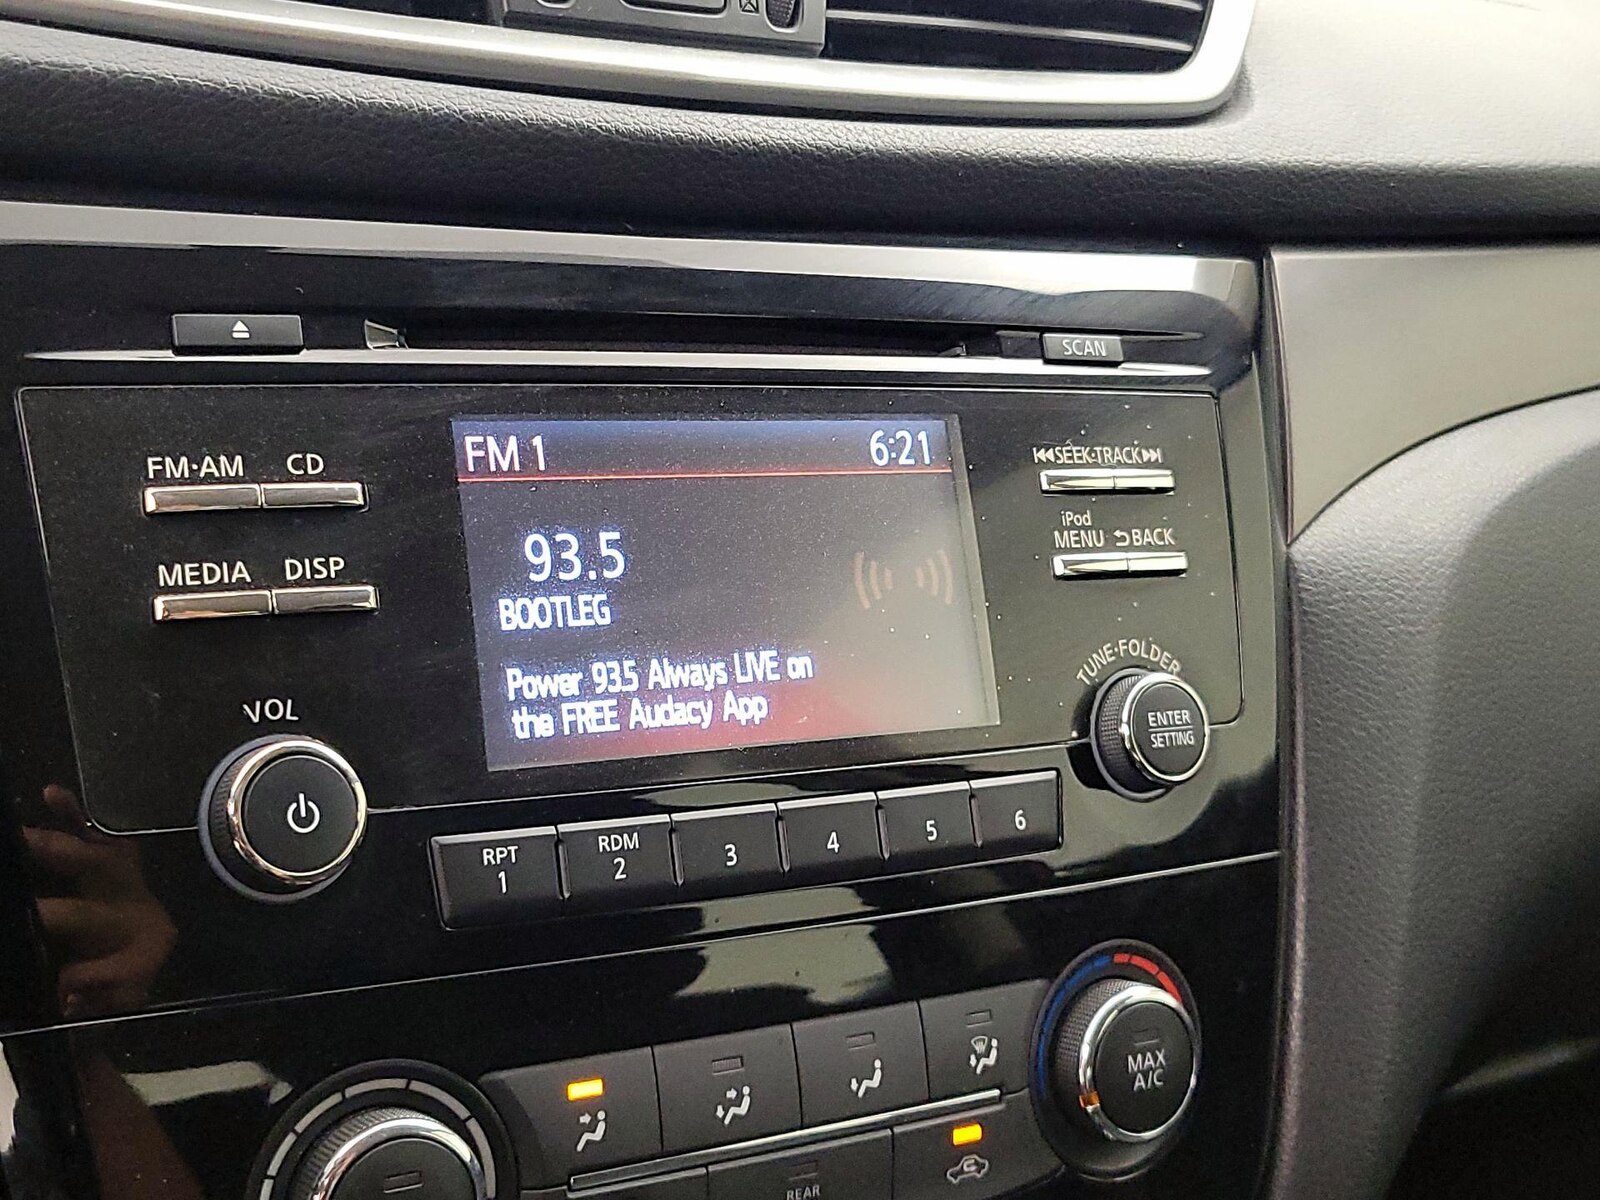 SCAN
FM·AM CD
FM 1 6:21
SEEK·TRACK
93.5
iPod
MENU BACK
MEDIA DISP
BOOTLEG
Power 93.5 Always LIVE on
the FREE Audacy App
TUNE·FOLDER
ENTER
SETTING
VOL
RPT
1
RDM
2
3
4
5
6
MAX
A/C
REAR